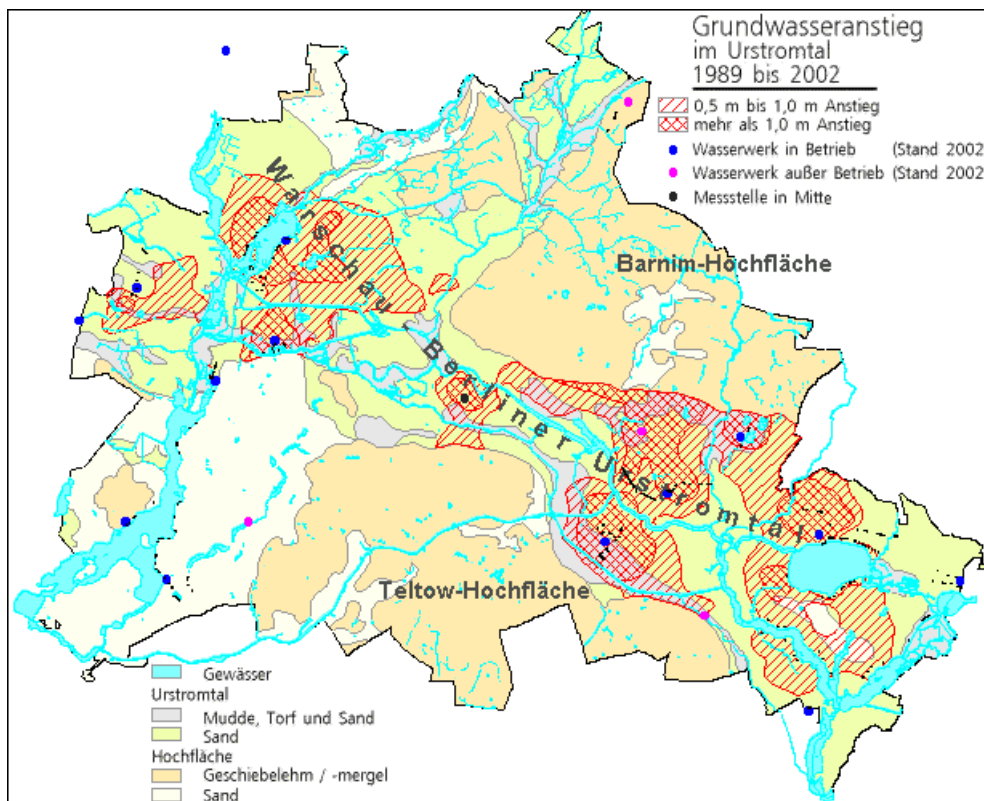 Grundwasseranstieg
im Urstromtal
1989 bis 2002
0,5 m bis 1,0 m Anstieg
mehr als 1,0 m Anstieg
Wasserwerk in Betrieb (Stand 2002
Wasserwerk außer Betrieb (Stand 2002
Messstelle in Mitte
Barnim-Hochfläche
Warschau-Berliner Urstromtal
Teltow-Hochfläche
Gewässer
Urstromtal
Mudde, Torf und Sand
Sand
Hochfläche
Geschiebelehm / -mergel
Sand